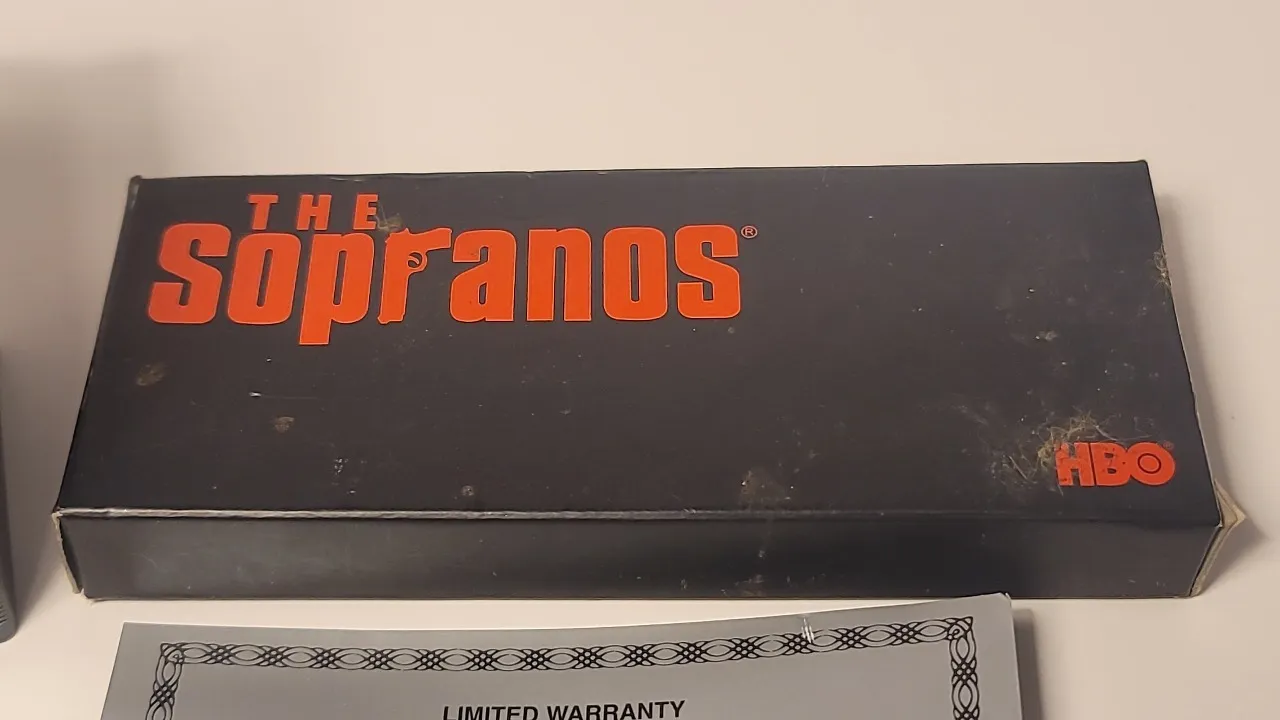 THE
Sopranos®
HBO
LIMITED WARRANTY